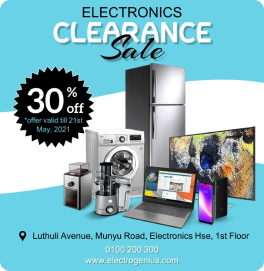 ELECTRONICS
CLEARANCE
Sale
30%
off
*offer valid till 21st
May, 2021
Luthuli Avenue, Munyu Road, Electronics Hse, 1st Floor
0100 200 300
www.electrogenius.com